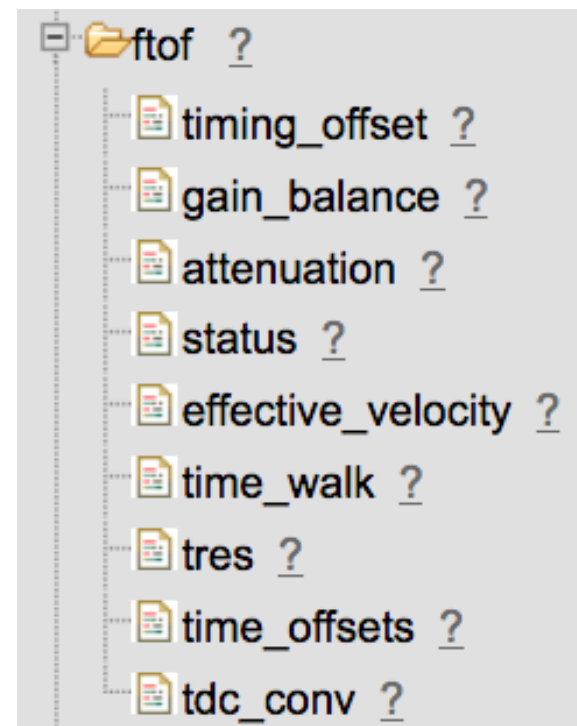 ftof ?
timing_offset ?
gain_balance ?
attenuation ?
status ?
effective_velocity ?
time_walk ?
tres ?
time_offsets ?
tdc_conv ?